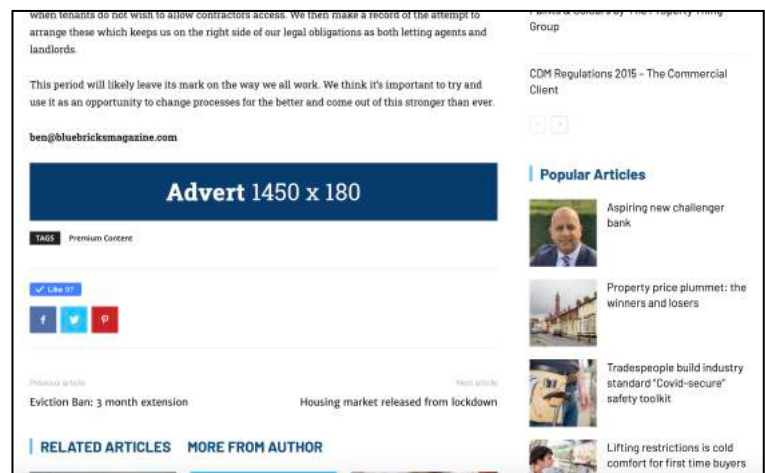 when tenants do not wish to allow contractors access. We then make a record of the attempt to
arrange these which keeps us on the right side of our legal obligations as both letting agents and
landlords.
This period will likely leave its mark on the way we all work. We think it's important to try and
use it as an opportunity to change processes for the better and come out of this stronger than ever.
ben@bluebricksmagazine.com
Advert 1450 x 180
TAGS Premium Content
Like 97
Previous article
Next article
Eviction Ban: 3 month extension
Housing market released from lockdown
RELATED ARTICLES MORE FROM AUTHOR
Paints & Colours by The Property Thing
Group
CDM Regulations 2015 – The Commercial
Client
Popular Articles
Aspiring new challenger
bank
Property price plummet: the
winners and losers
Tradespeople build industry
standard "Covid-secure"
safety toolkit
Lifting restrictions is cold
comfort for first time buyers